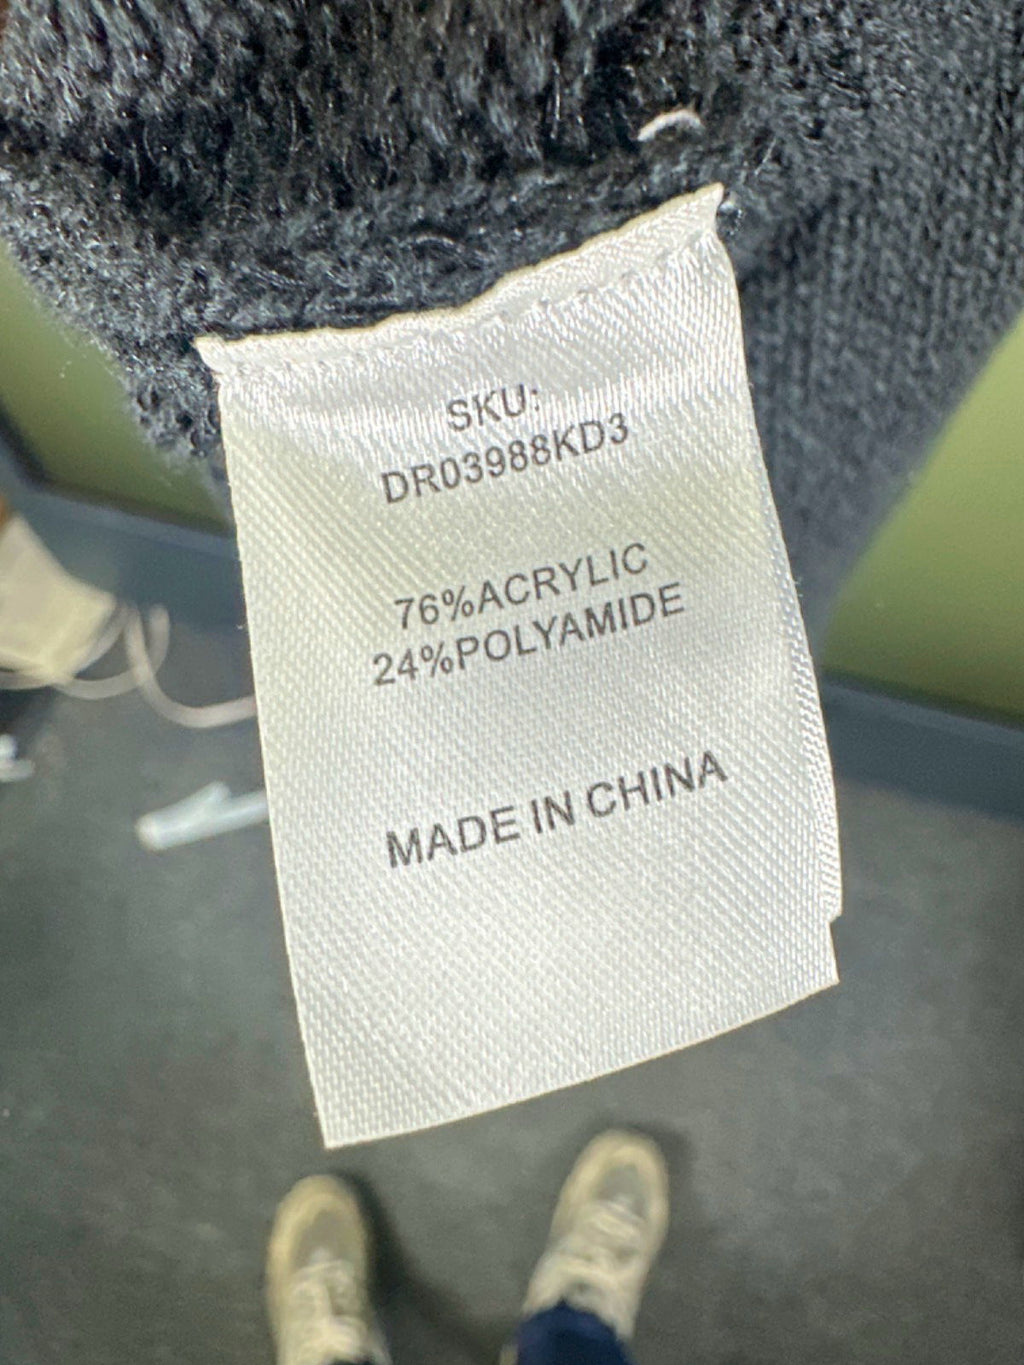 SKU:
DR03988KD3
76%ACRYLIC
24%POLYAMIDE
MADE IN CHINA